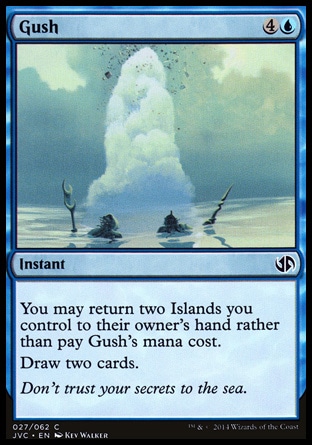 Gush 4
Instant
You may return two Islands you
control to their owner's hand rather
than pay Gush's mana cost.
Draw two cards.
Don't trust your secrets to the sea.
027/062 C
JVC • EN Kev Walker
™ & © 2014 Wizards of the Coast